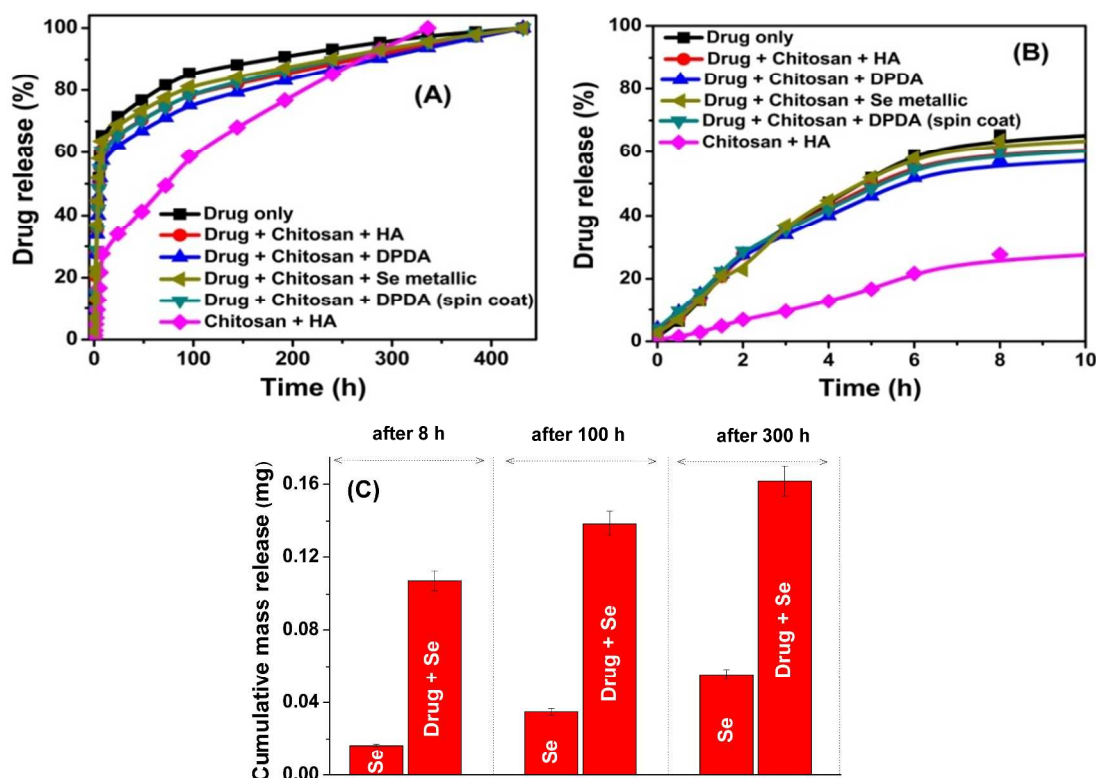 100
80
60
40
20
0
Drug release (%)
(A)
Drug only
Drug + Chitosan + HA
Drug + Chitosan + DPDA
Drug + Chitosan + Se metallic
Drug + Chitosan + DPDA (spin coat)
Chitosan + HA
0 100 200 300 400
Time (h)
100
80
60
40
20
0
Drug release (%)
(B)
Drug only
Drug + Chitosan + HA
Drug + Chitosan + DPDA
Drug + Chitosan + Se metallic
Drug + Chitosan + DPDA (spin coat)
Chitosan + HA
0 2 4 6 8 10
Time (h)
after 8 h after 100 h after 300 h
(C)
0.16
0.12
0.08
0.04
0.00
Cumulative mass release (mg)
Se
Drug + Se
Se
Drug + Se
Se
Drug + Se